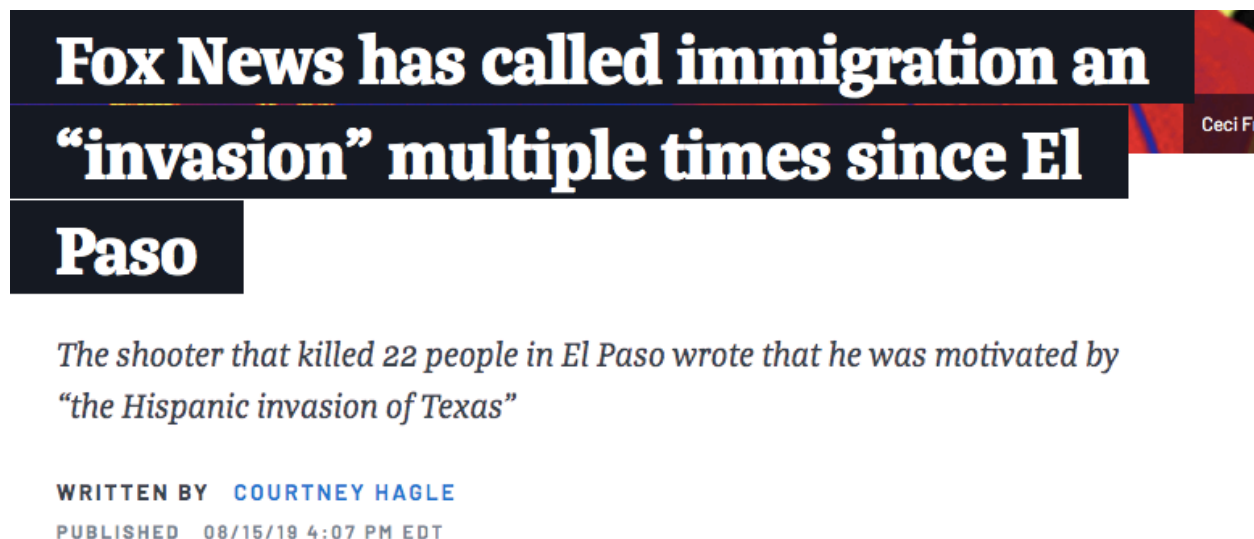 Fox News has called immigration an
Ceci F
“invasion” multiple times since El
Paso
The shooter that killed 22 people in El Paso wrote that he was motivated by
“the Hispanic invasion of Texas”
WRITTEN BY COURTNEY HAGLE
PUBLISHED 08/15/19 4:07 PM EDT